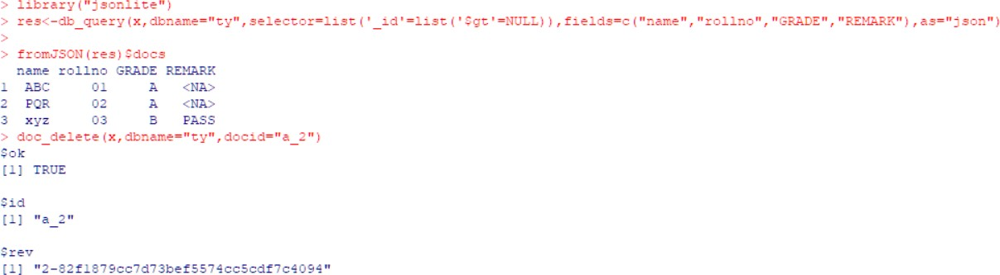 > library("jsonlite")
> res<-db_query(x,dbname="ty",selector=list('_id'=list('$gt'=NULL)),fields=c("name","rollno","GRADE","REMARK"),as="json")
>
> fromJSON(res)$docs
  name rollno GRADE REMARK
1  ABC     01     A   <NA>
2  PQR     02     A   <NA>
3  xyz     03     B   PASS
> doc_delete(x,dbname="ty",docid="a_2")
$ok
[1] TRUE

$id
[1] "a_2"

$rev
[1] "2-82f1879cc7d73bef5574cc5cdf7c4094"